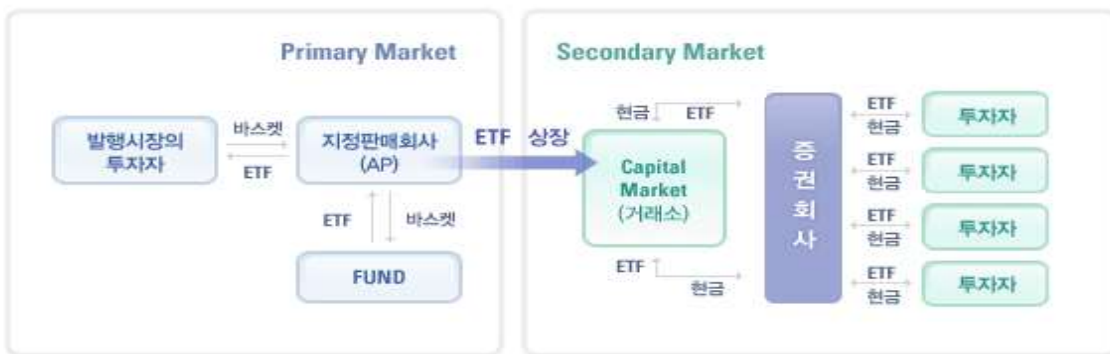 Primary Market
발행시장의
투자자
바스켓
ETF
지정판매회사
(AP)
ETF
바스켓
FUND
ETF 상장
Secondary Market
현금
ETF
Capital
Market
(거래소)
ETF
현금
증
권
회
사
ETF
현금
투자자
ETF
현금
투자자
ETF
현금
투자자
ETF
현금
투자자